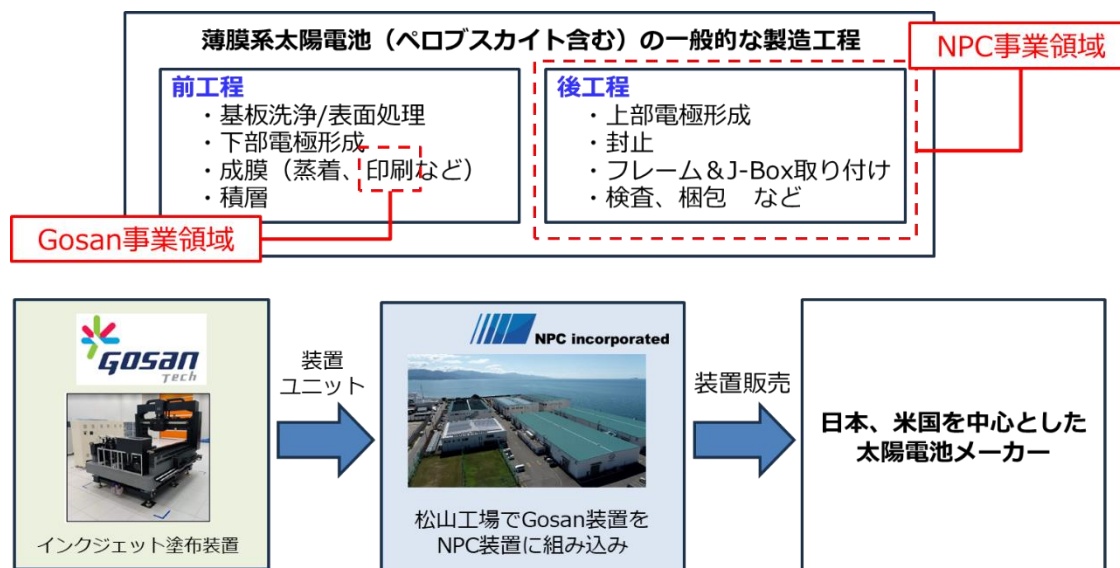 薄膜系太陽電池（ペロブスカイト含む）の一般的な製造工程
NPC事業領域
前工程
・基板洗浄/表面処理
・下部電極形成
・成膜（蒸着、印刷など）
・積層
Gosan事業領域
後工程
・上部電極形成
・封止
・フレーム＆J-Box取り付け
・検査、梱包　など
Gosan
Tech
インクジェット塗布装置
装置
ユニット
NPC incorporated
松山工場でGosan装置を
NPC装置に組み込み
装置販売
日本、米国を中心とした
太陽電池メーカー